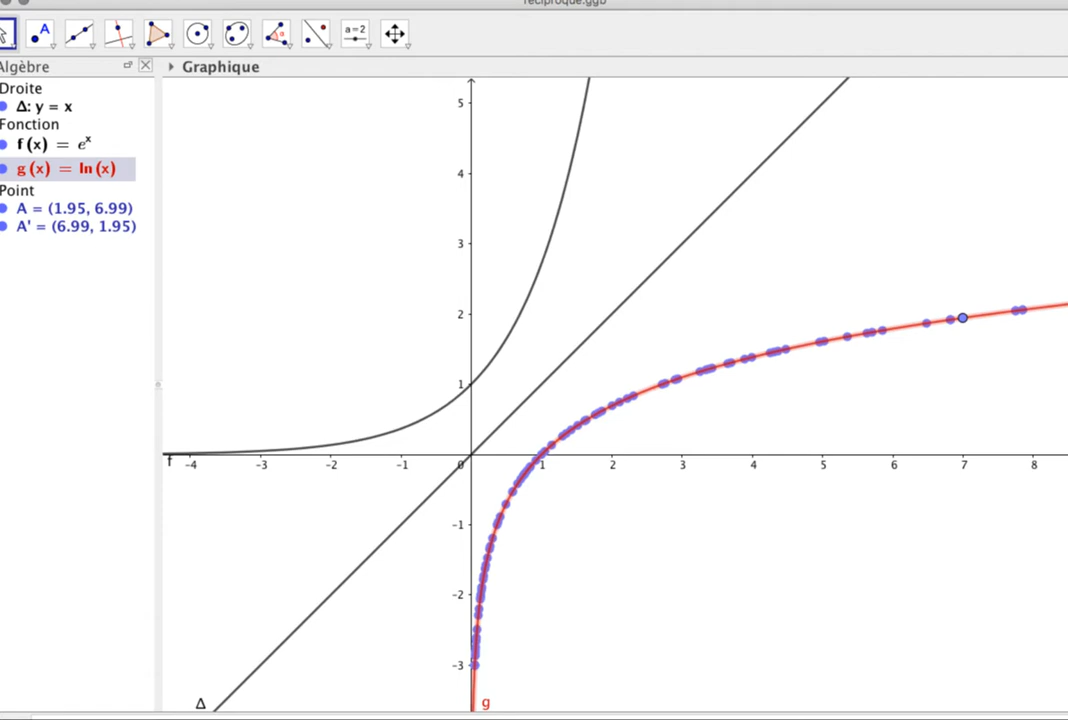 reciproque.ggb
A
a=2
Algèbre
Graphique
Droite
Δ: y = x
Fonction
f(x) = eˣ
g(x) = ln(x)
Point
A = (1.95, 6.99)
A' = (6.99, 1.95)
5
4
3
2
1
f -4 -3 -2 -1 0 1 2 3 4 5 6 7 8
-1
-2
-3
Δ g